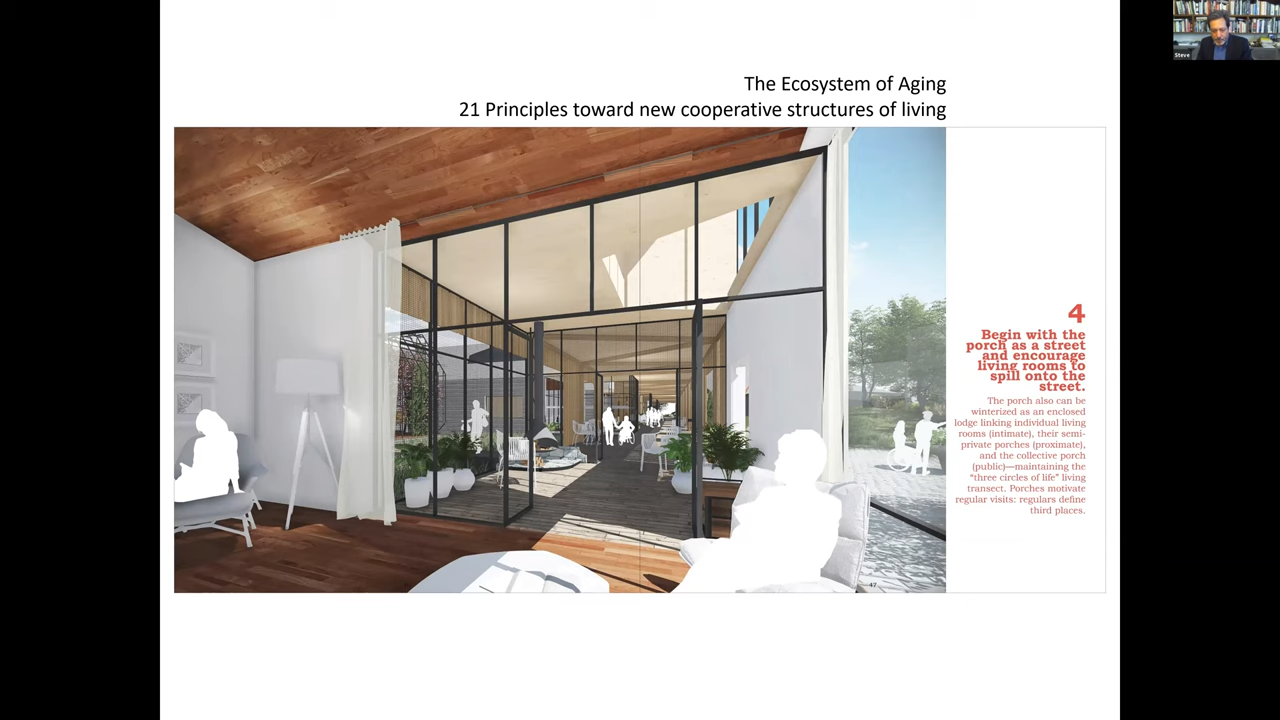 Steve
The Ecosystem of Aging
21 Principles toward new cooperative structures of living
4
Begin with the
porch as a street
and encourage
living rooms to
spill onto the
street.
The porch also can be
winterized as an enclosed
lodge linking individual living
rooms (intimate), their semi-
private porches (proximate),
and the collective porch
(public)—maintaining the
“three circles of life” living
transect. Porches motivate
regular visits: regulars define
third places.
47